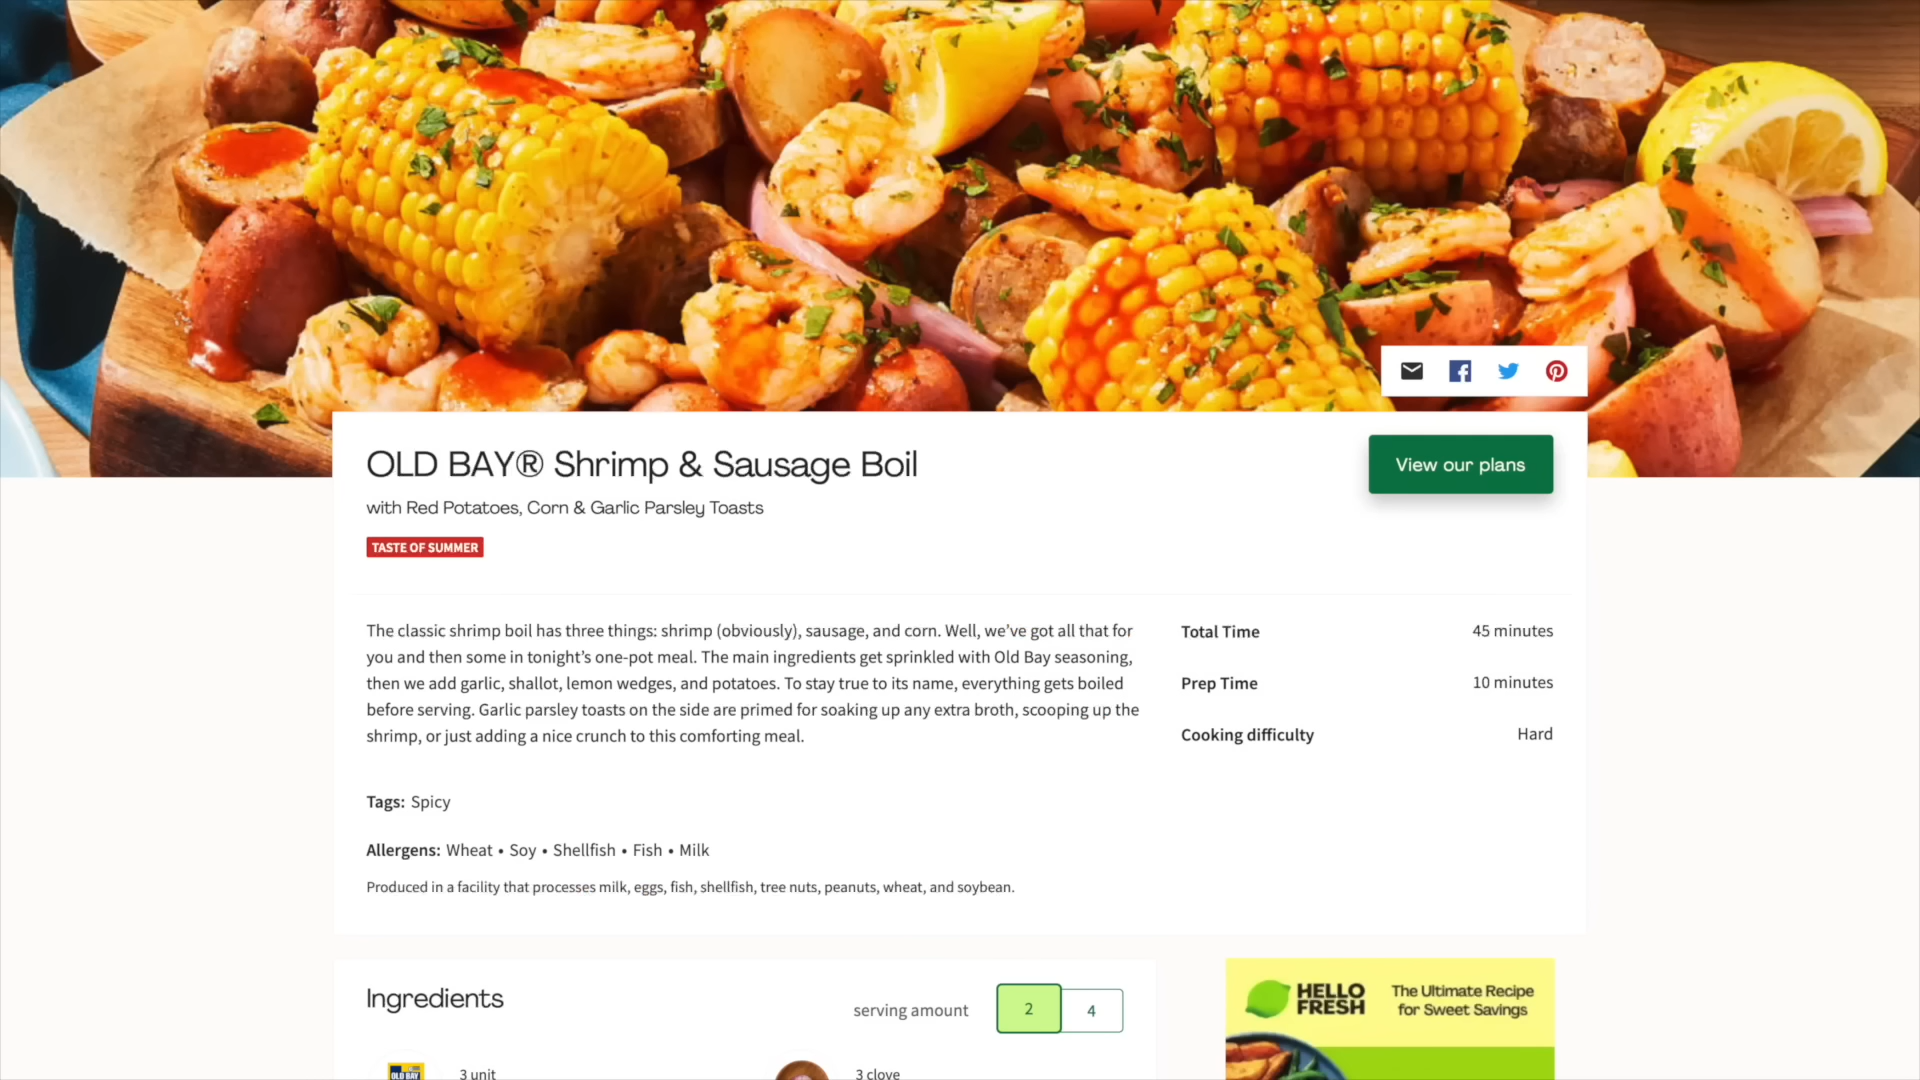 OLD BAY® Shrimp & Sausage Boil
View our plans
with Red Potatoes, Corn & Garlic Parsley Toasts
TASTE OF SUMMER
The classic shrimp boil has three things: shrimp (obviously), sausage, and corn. Well, we’ve got all that for
you and then some in tonight’s one-pot meal. The main ingredients get sprinkled with Old Bay seasoning,
then we add garlic, shallot, lemon wedges, and potatoes. To stay true to its name, everything gets boiled
before serving. Garlic parsley toasts on the side are primed for soaking up any extra broth, scooping up the
shrimp, or just adding a nice crunch to this comforting meal.
Total Time 45 minutes
Prep Time 10 minutes
Cooking difficulty Hard
Tags: Spicy
Allergens: Wheat • Soy • Shellfish • Fish • Milk
Produced in a facility that processes milk, eggs, fish, shellfish, tree nuts, peanuts, wheat, and soybean.
Ingredients
serving amount 2 4
OLD BAY
3 unit
3 clove
HELLO
FRESH
The Ultimate Recipe
for Sweet Savings